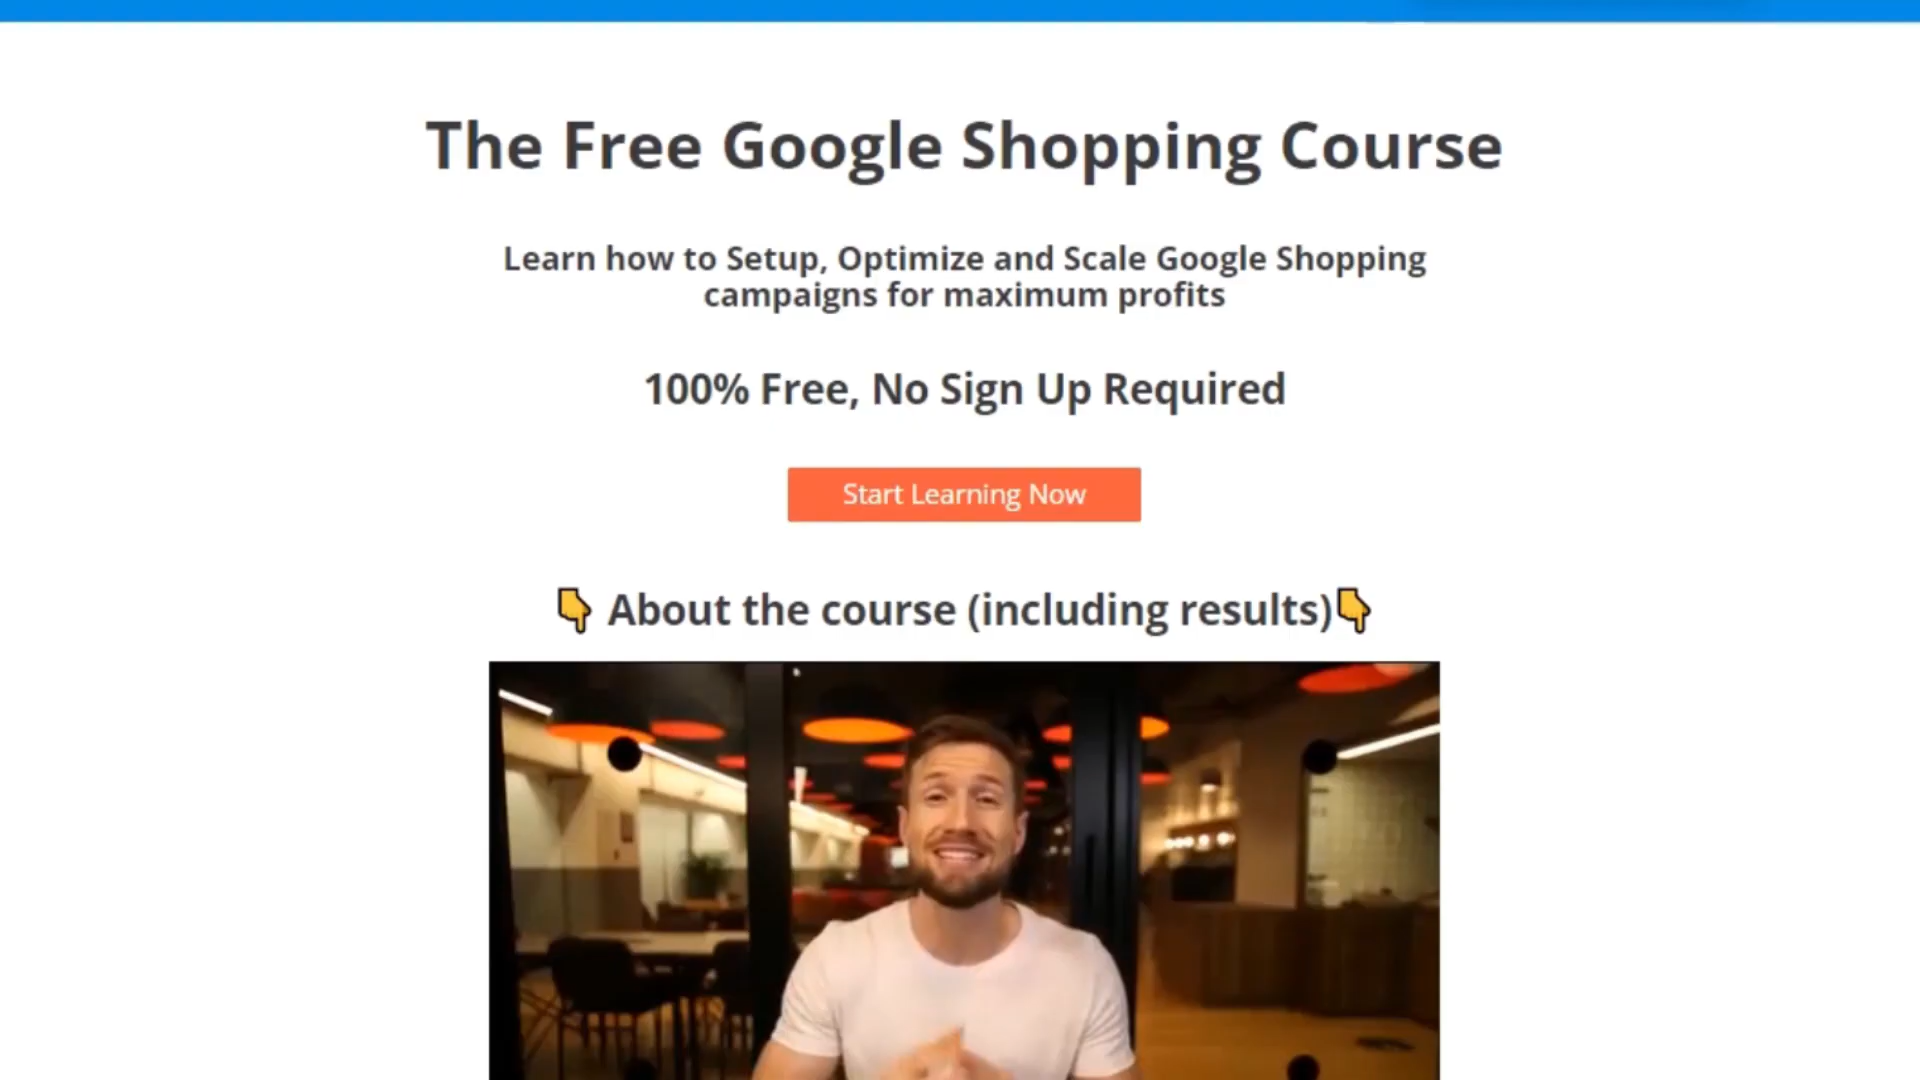 The Free Google Shopping Course
Learn how to Setup, Optimize and Scale Google Shopping
campaigns for maximum profits
100% Free, No Sign Up Required
Start Learning Now
👇 About the course (including results)👇